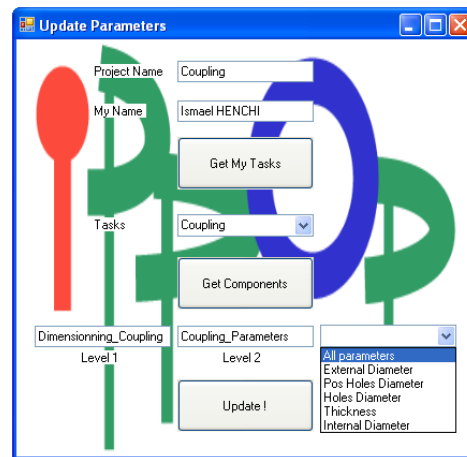 Update Parameters
Project Name Coupling
My Name Ismael HENCHI
Get My Tasks
Tasks Coupling
Get Components
Dimensionning_Coupling Coupling_Parameters
Level 1 Level 2
All parameters
External Diameter
Pos Holes Diameter
Holes Diameter
Thickness
Internal Diameter
Update !